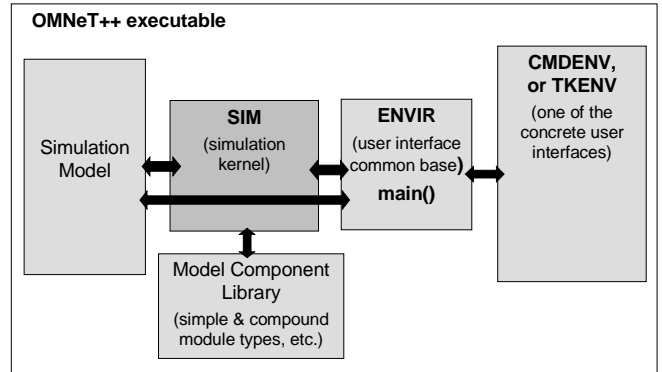 OMNeT++ executable
Simulation
Model
SIM
(simulation
kernel)
ENVIR
(user interface
common base)
main()
CMDENV,
or TKENV
(one of the
concrete user
interfaces)
Model Component
Library
(simple & compound
module types, etc.)